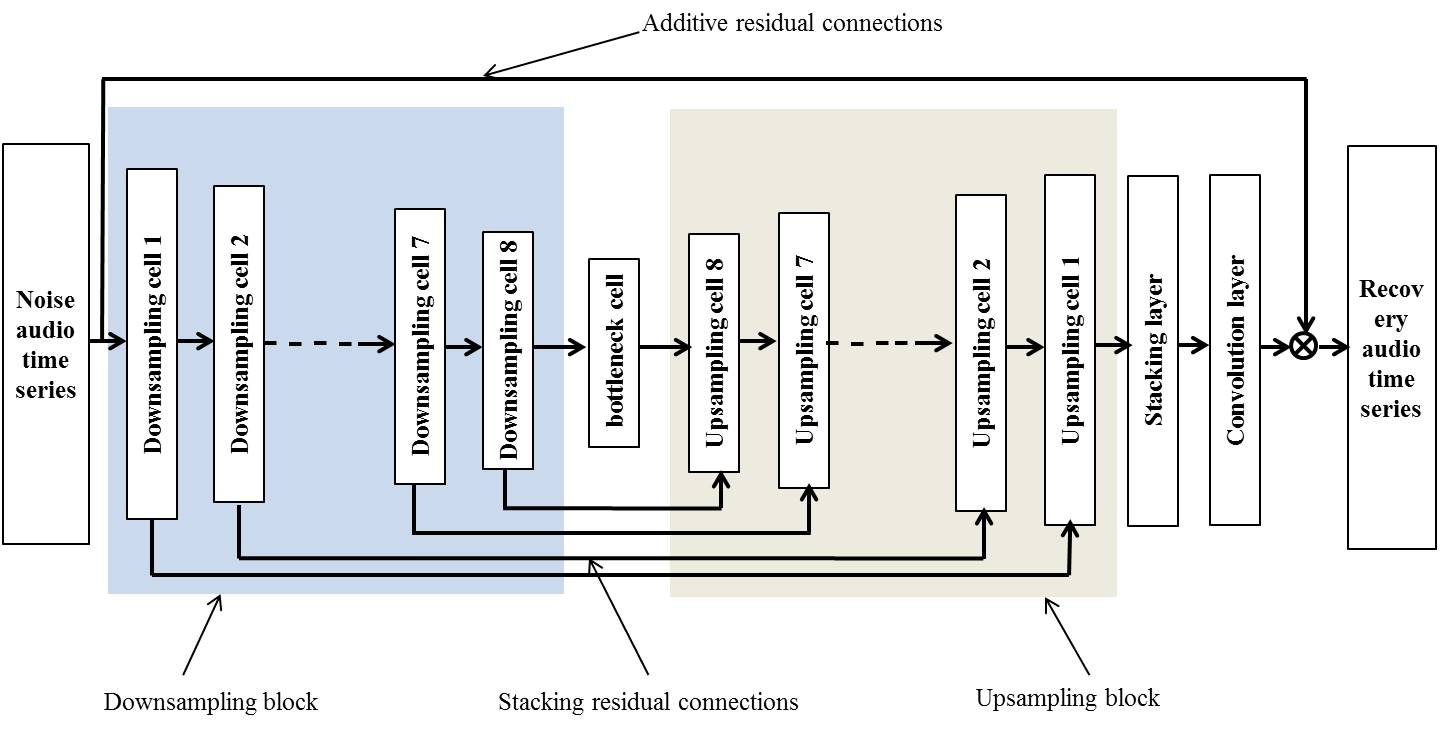 Additive residual connections
Noise
audio
time
series
Downsampling cell 1
Downsampling cell 2
Downsampling cell 7
Downsampling cell 8
bottleneck cell
Upsampling cell 8
Upsampling cell 7
Upsampling cell 2
Upsampling cell 1
Stacking layer
Convolution layer
Recov
ery
audio
time
series
Downsampling block
Stacking residual connections
Upsampling block